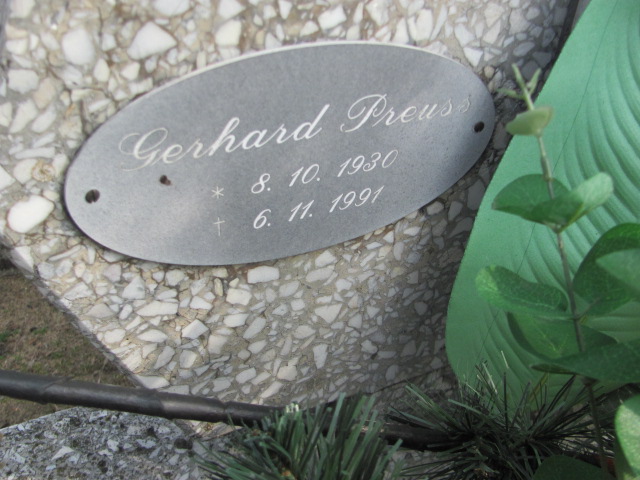 Gerhard Preuss
* 8. 10. 1930
† 6. 11. 1991